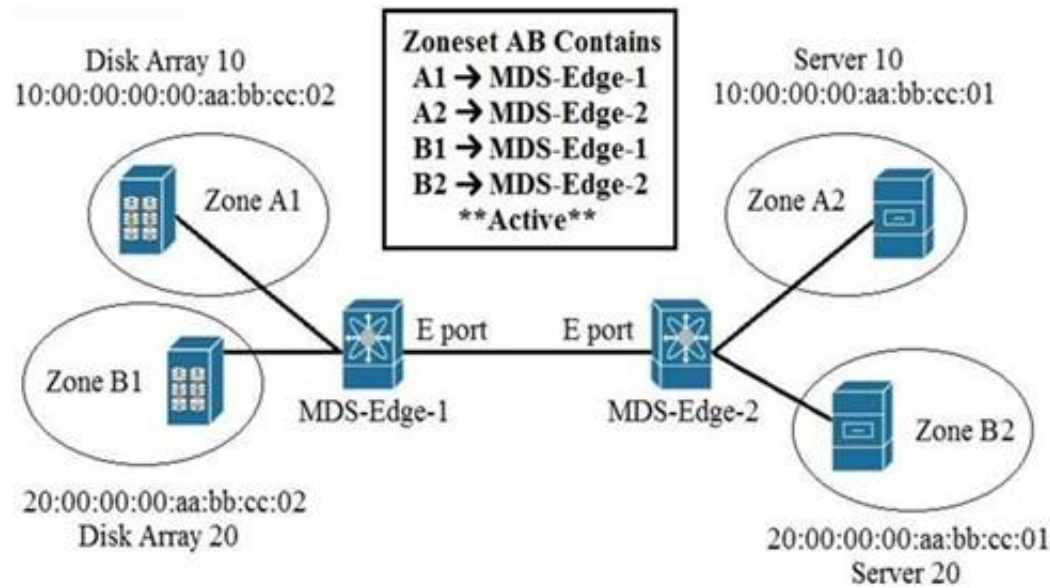 Zoneset AB Contains
A1 → MDS-Edge-1
A2 → MDS-Edge-2
B1 → MDS-Edge-1
B2 → MDS-Edge-2
**Active**
Disk Array 10
10:00:00:00:00:aa:bb:cc:02
Server 10
10:00:00:00:aa:bb:cc:01
Zone A1
Zone A2
E port
E port
Zone B1
MDS-Edge-1
MDS-Edge-2
Zone B2
20:00:00:00:aa:bb:cc:02
Disk Array 20
20:00:00:00:aa:bb:cc:01
Server 20